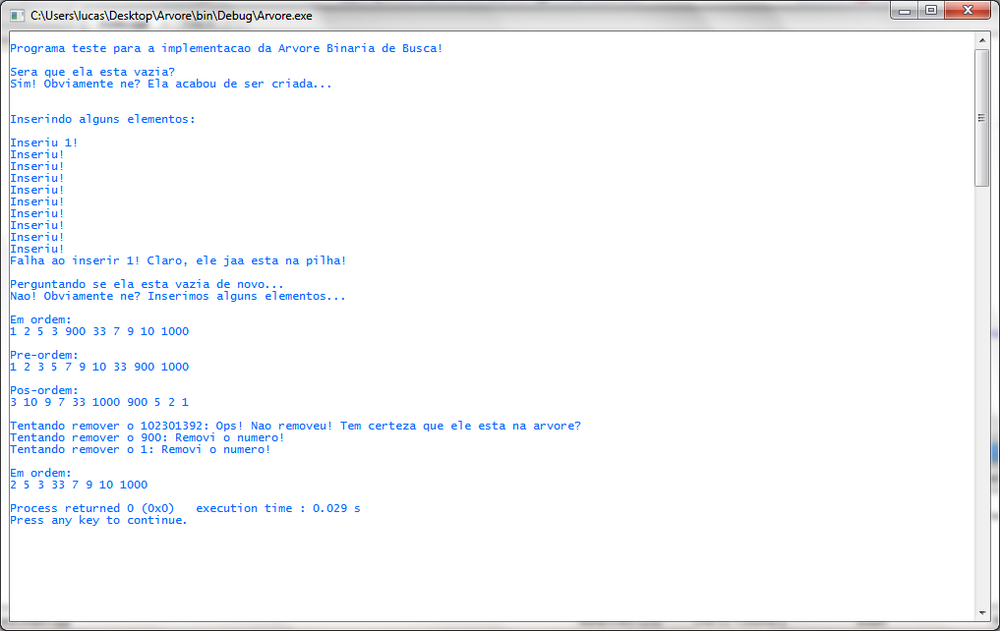 C:\Users\lucas\Desktop\Arvore\bin\Debug\Arvore.exe
Programa teste para a implementacao da Arvore Binaria de Busca!
Sera que ela esta vazia?
Sim! Obviamente ne? Ela acabou de ser criada...
Inserindo alguns elementos:
Inseriu 1!
Inseriu!
Inseriu!
Inseriu!
Inseriu!
Inseriu!
Inseriu!
Inseriu!
Inseriu!
Inseriu!
Falha ao inserir 1! Claro, ele jaa esta na pilha!
Perguntando se ela esta vazia de novo...
Nao! Obviamente ne? Inserimos alguns elementos...
Em ordem:
1 2 5 3 900 33 7 9 10 1000
Pre-ordem:
1 2 3 5 7 9 10 33 900 1000
Pos-ordem:
3 10 9 7 33 1000 900 5 2 1
Tentando remover o 102301392: Ops! Nao removeu! Tem certeza que ele esta na arvore?
Tentando remover o 900: Removi o numero!
Tentando remover o 1: Removi o numero!
Em ordem:
2 5 3 33 7 9 10 1000
Process returned 0 (0x0)   execution time : 0.029 s
Press any key to continue.